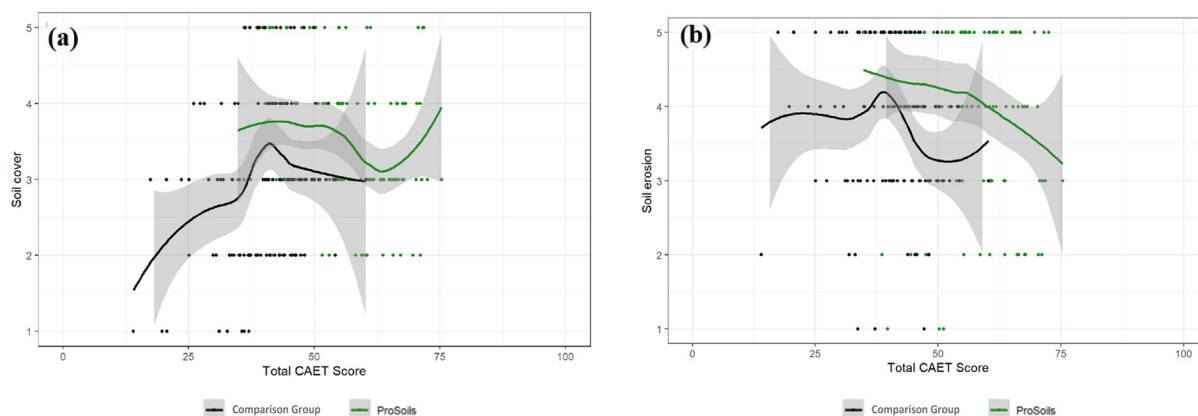 (a)
Soil cover
5
4
3
2
1
0 25 50 75 100
Total CAET Score
Comparison Group ProSoils
(b)
Soil erosion
5
4
3
2
1
0 25 50 75 100
Total CAET Score
Comparison Group ProSoils